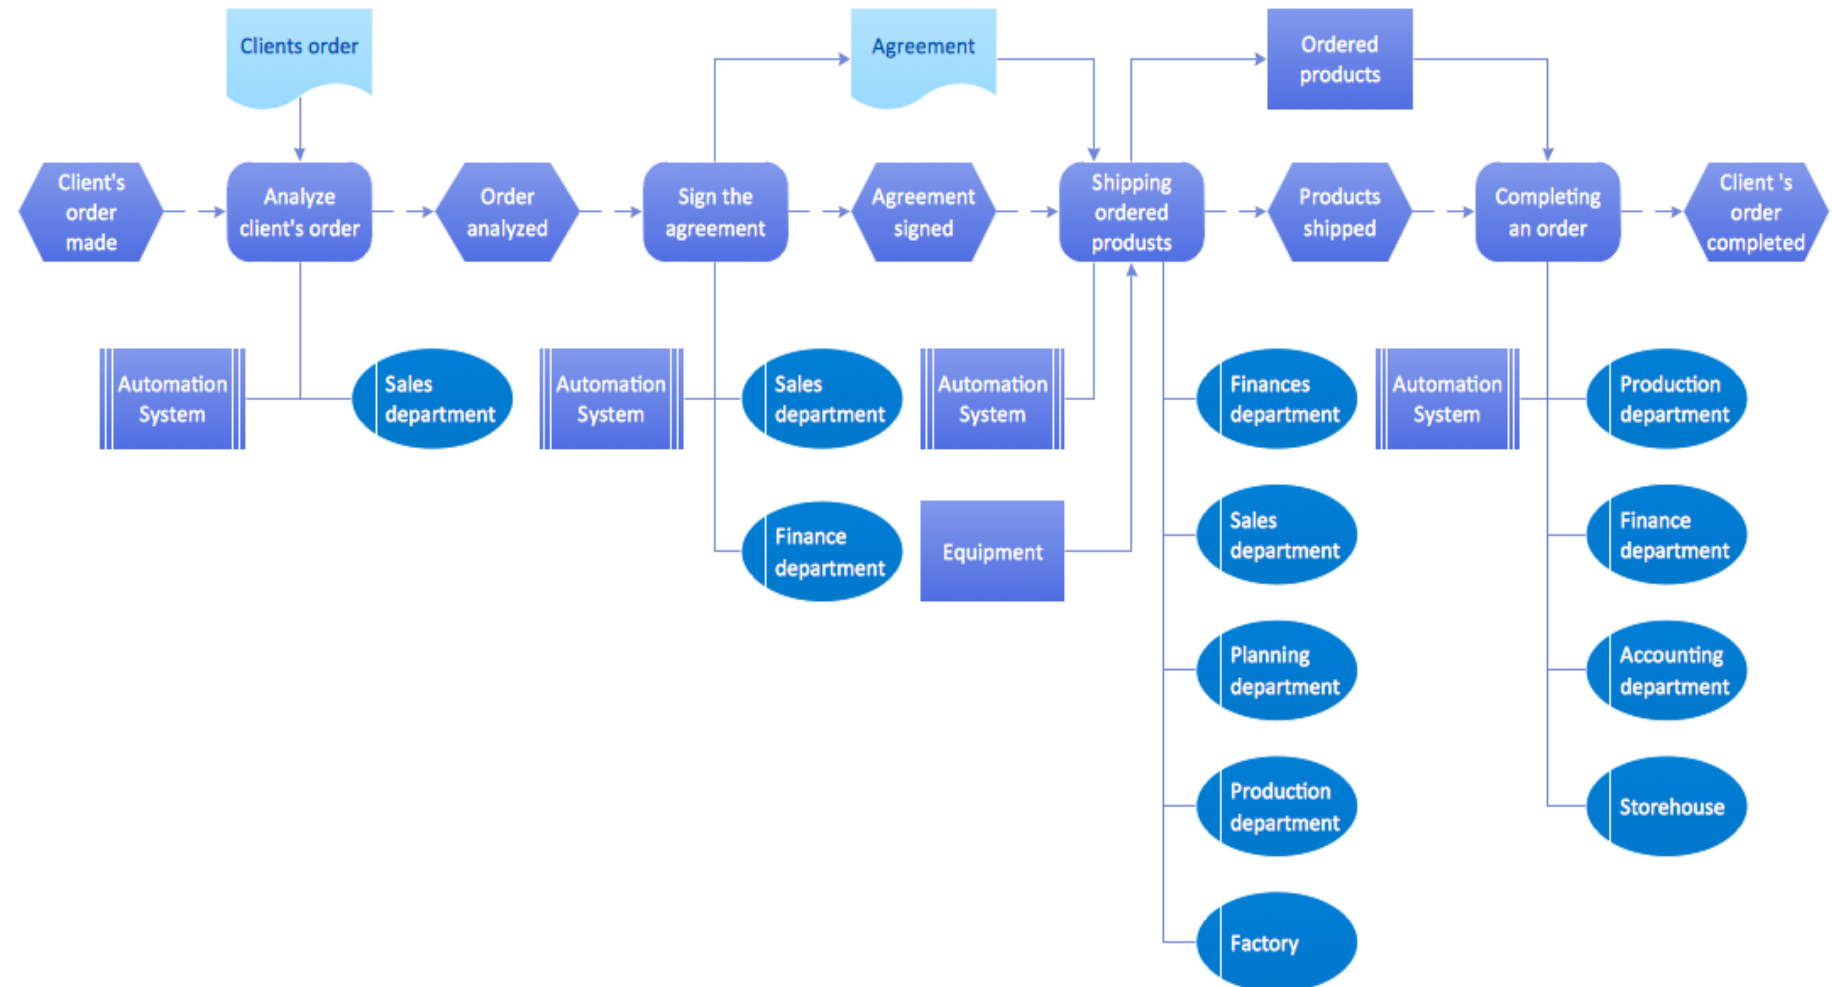 Clients order
Agreement
Ordered
products
Client's
order
made
Analyze
client's order
Order
analyzed
Sign the
agreement
Agreement
signed
Shipping
ordered
produsts
Products
shipped
Completing
an order
Client 's
order
completed
Automation
System
Sales
department
Automation
System
Sales
department
Automation
System
Finances
department
Automation
System
Production
department
Finance
department
Equipment
Sales
department
Finance
department
Planning
department
Accounting
department
Production
department
Storehouse
Factory